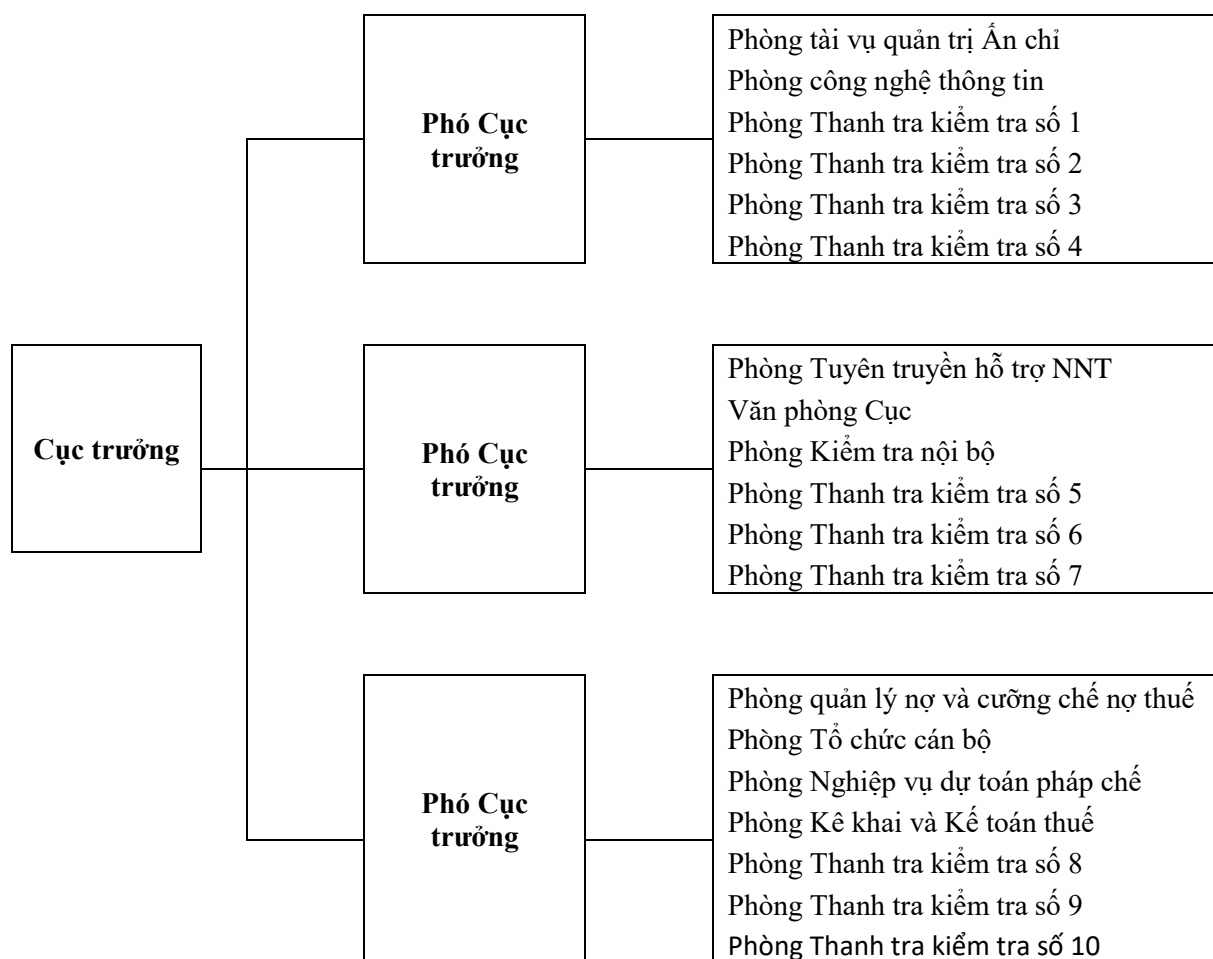 Cục trưởng
Phó Cục
trưởng
Phòng tài vụ quản trị Ấn chỉ
Phòng công nghệ thông tin
Phòng Thanh tra kiểm tra số 1
Phòng Thanh tra kiểm tra số 2
Phòng Thanh tra kiểm tra số 3
Phòng Thanh tra kiểm tra số 4
Phó Cục
trưởng
Phòng Tuyên truyền hỗ trợ NNT
Văn phòng Cục
Phòng Kiểm tra nội bộ
Phòng Thanh tra kiểm tra số 5
Phòng Thanh tra kiểm tra số 6
Phòng Thanh tra kiểm tra số 7
Phó Cục
trưởng
Phòng quản lý nợ và cưỡng chế nợ thuế
Phòng Tổ chức cán bộ
Phòng Nghiệp vụ dự toán pháp chế
Phòng Kê khai và Kế toán thuế
Phòng Thanh tra kiểm tra số 8
Phòng Thanh tra kiểm tra số 9
Phòng Thanh tra kiểm tra số 10